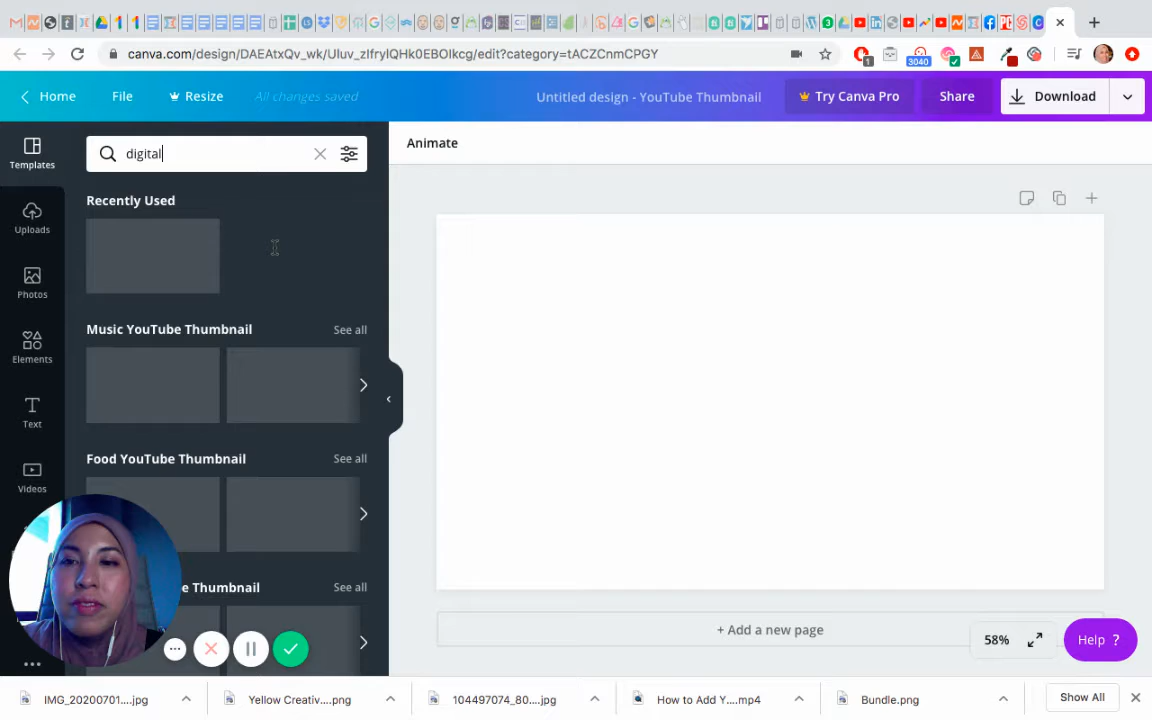 canva.com/design/DAEAtxQv_wk/Uluv_zIfrylQHk0EBOIkcg/edit?category=tACZCnmCPGY
1
3040
Home
File
Resize
All changes saved
Untitled design - YouTube Thumbnail
Try Canva Pro
Share
Download
Templates
digital
Animate
Recently Used
Uploads
Photos
Music YouTube Thumbnail
See all
Elements
Text
Food YouTube Thumbnail
See all
Videos
e Thumbnail
See all
+ Add a new page
58%
Help ?
IMG_20200701....jpg
Yellow Creativ....png
104497074_80....jpg
How to Add Y....mp4
Bundle.png
Show All